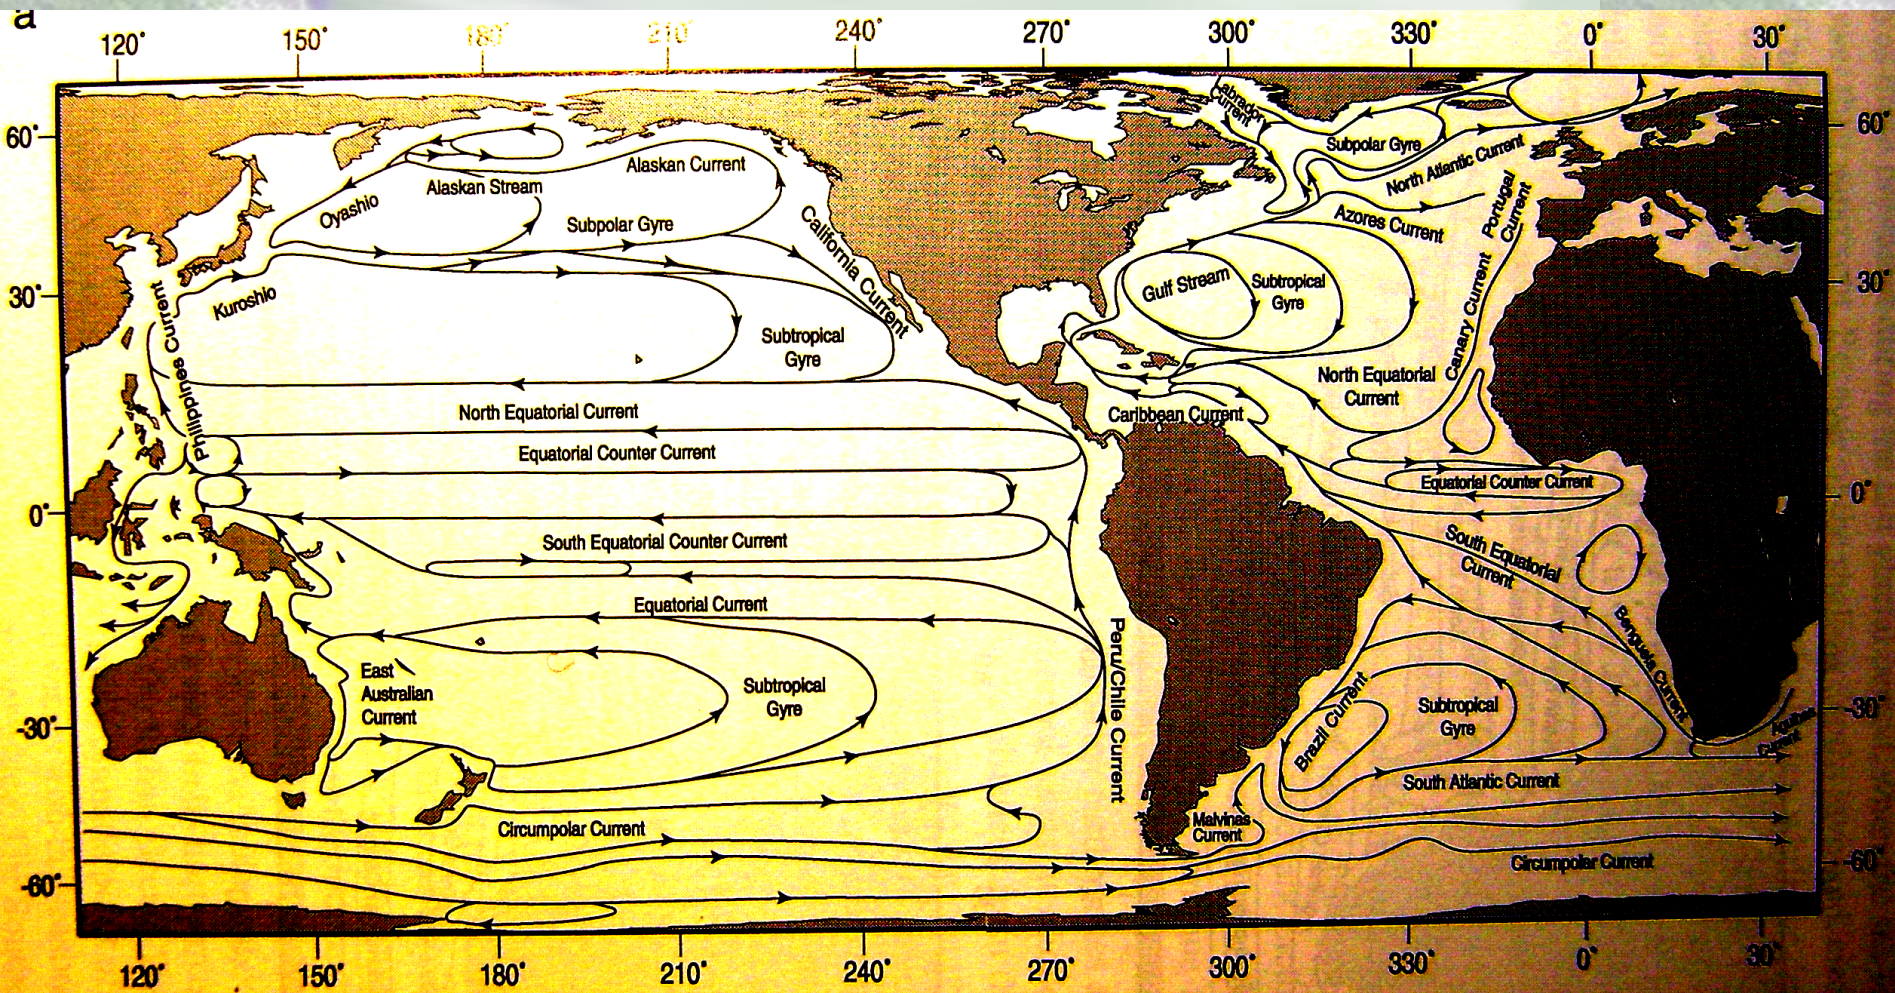 a
120° 150° 180° 210° 240° 270° 300° 330° 0° 30°
60°
30°
0°
-30°
-60°
60°
30°
0°
-30°
-60°
Labrador
Current
Subpolar Gyre
North Atlantic Current
Alaskan Current
Alaskan Stream
Oyashio
Subpolar Gyre
California Current
Portugal
Current
Azores Current
Gulf Stream
Subtropical
Gyre
Canary Current
Kuroshio
Philippines Current
Subtropical
Gyre
North Equatorial
Current
North Equatorial Current
Caribbean Current
Equatorial Counter Current
Equatorial Counter Current
South Equatorial Counter Current
South Equatorial
Current
Equatorial Current
Benguela Current
Peru/Chile Current
East
Australian
Current
Subtropical
Gyre
Brazil Current
Subtropical
Gyre
Agulhas
Current
South Atlantic Current
Malvinas
Current
Circumpolar Current
Circumpolar Current
120° 150° 180° 210° 240° 270° 300° 330° 0° 30°